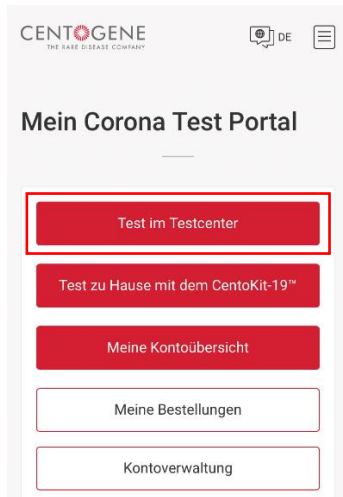 CENTOGENE
THE RARE DISEASE COMPANY
DE
Mein Corona Test Portal
Test im Testcenter
Test zu Hause mit dem CentoKit-19™
Meine Kontoübersicht
Meine Bestellungen
Kontoverwaltung